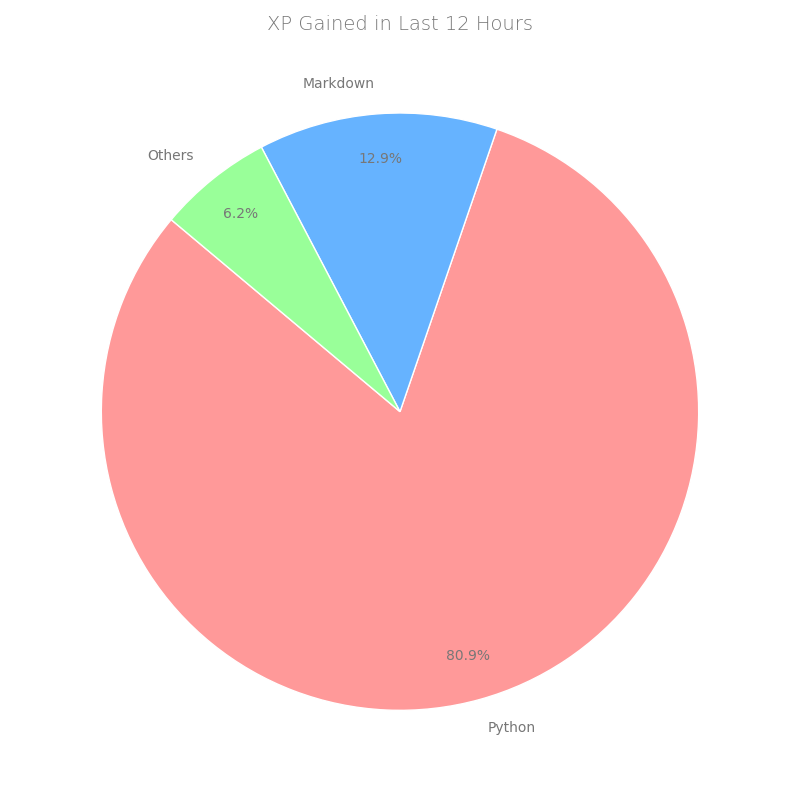 XP Gained in Last 12 Hours
Markdown
Others
12.9%
6.2%
80.9%
Python